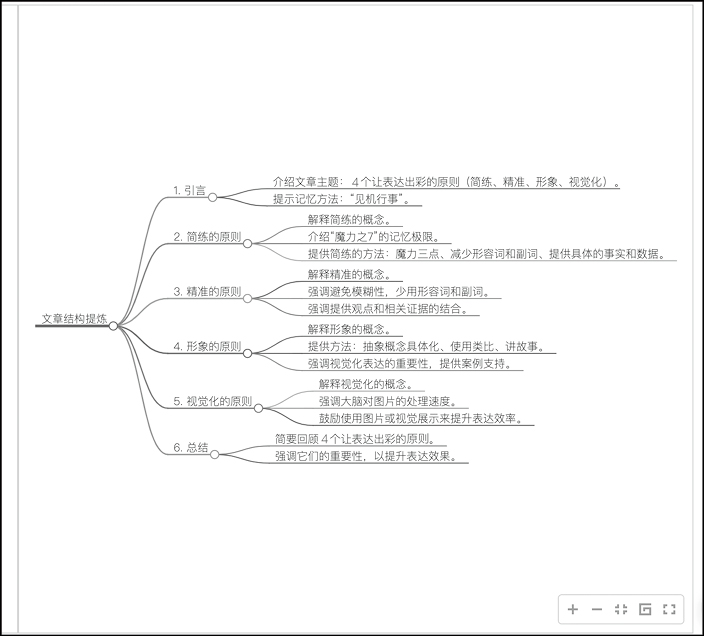 文章结构提炼
1. 引言
介绍文章主题： 4个让表达出彩的原则（简练、精准、形象、视觉化）。
提示记忆方法：“见机行事”。
2. 简练的原则
解释简练的概念。
介绍“魔力之7”的记忆极限。
提供简练的方法：魔力三点、减少形容词和副词、提供具体的事实和数据。
3. 精准的原则
解释精准的概念。
强调避免模糊性，少用形容词和副词。
强调提供观点和相关证据的结合。
4. 形象的原则
解释形象的概念。
提供方法：抽象概念具体化、使用类比、讲故事。
强调视觉化表达的重要性，提供案例支持。
5. 视觉化的原则
解释视觉化的概念。
强调大脑对图片的处理速度。
鼓励使用图片或视觉展示来提升表达效率。
6. 总结
简要回顾 4个让表达出彩的原则。
强调它们的重要性，以提升表达效果。